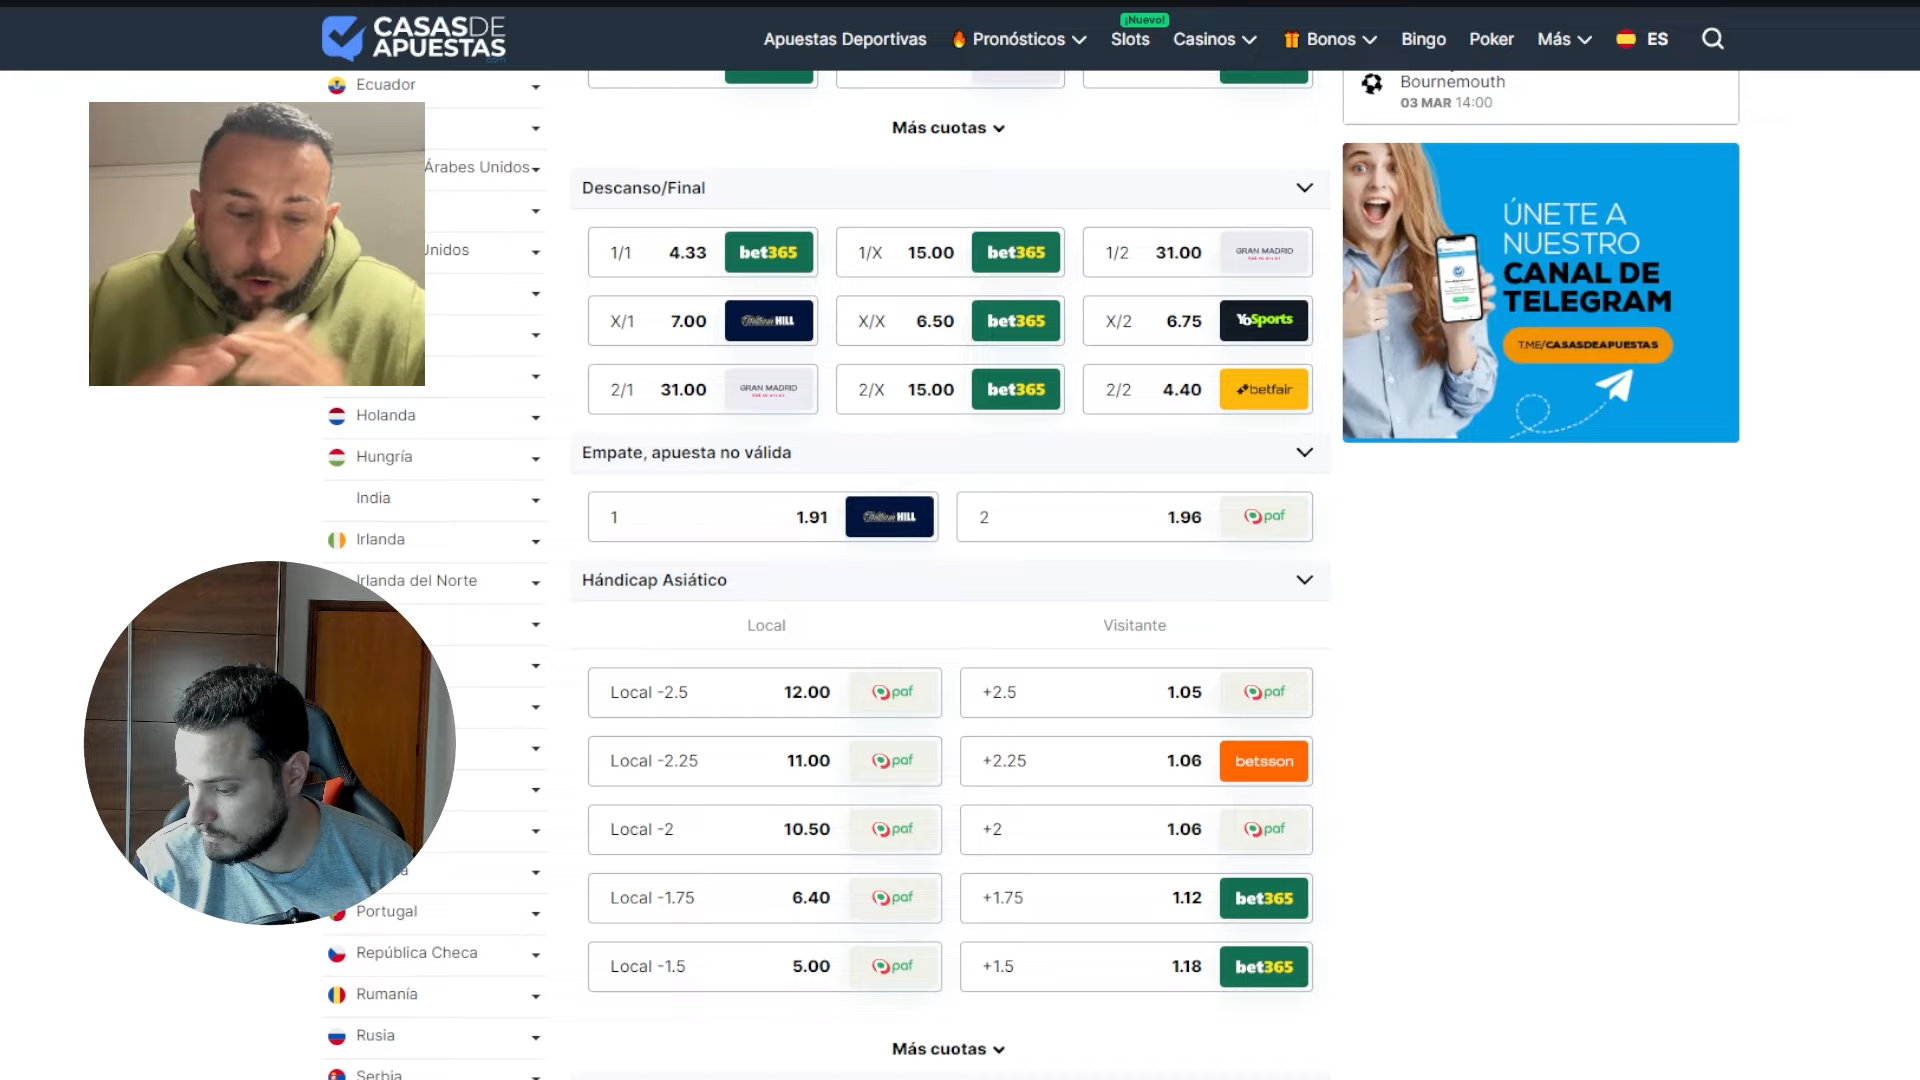 CASASDE
APUESTAS
.com
Apuestas Deportivas
Pronósticos
¡Nuevo!
Slots
Casinos
Bonos
Bingo
Poker
Más
ES
Ecuador
Árabes Unidos
Unidos
Holanda
Hungría
India
Irlanda
Irlanda del Norte
Portugal
República Checa
Rumanía
Rusia
Serbia
Más cuotas
Descanso/Final
1/1 4.33 bet365
1/X 15.00 bet365
1/2 31.00 GRAN MADRID
X/1 7.00 William HILL
X/X 6.50 bet365
X/2 6.75 YoSports
2/1 31.00 GRAN MADRID
2/X 15.00 bet365
2/2 4.40 betfair
Empate, apuesta no válida
1 1.91 William HILL
2 1.96 paf
Hándicap Asiático
Local Visitante
Local -2.5 12.00 paf
+2.5 1.05 paf
Local -2.25 11.00 paf
+2.25 1.06 betsson
Local -2 10.50 paf
+2 1.06 paf
Local -1.75 6.40 paf
+1.75 1.12 bet365
Local -1.5 5.00 paf
+1.5 1.18 bet365
Más cuotas
Bournemouth
03 MAR 14:00
ÚNETE A
NUESTRO
CANAL DE
TELEGRAM
T.ME/CASASDEAPUESTAS